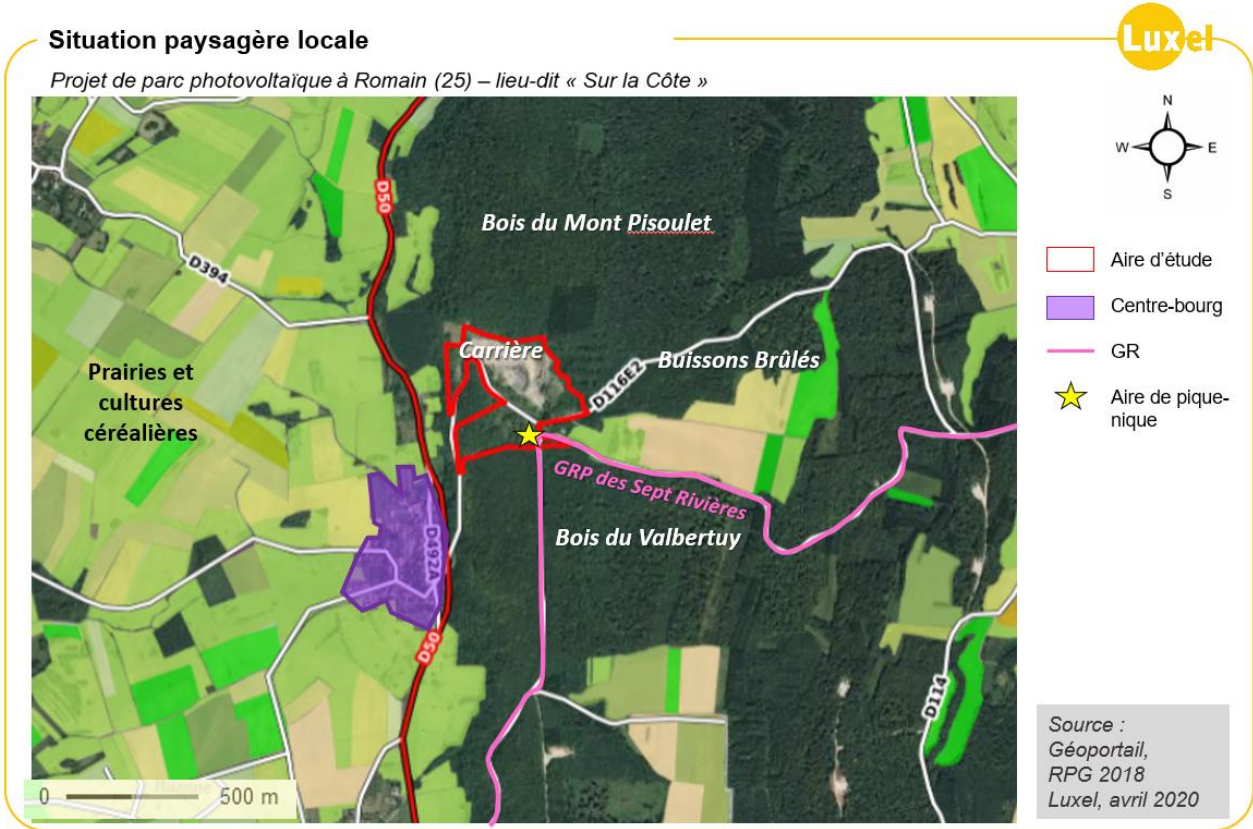 Situation paysagère locale
Luxel
Projet de parc photovoltaïque à Romain (25) – lieu-dit « Sur la Côte »
N
W
E
S
D50
Bois du Mont Pisoulet
D394
Aire d'étude
Centre-bourg
GR
Aire de pique-
nique
Carrière
Buissons Brûlés
D116E2
Prairies et
cultures
céréalières
GRP des Sept Rivières
Bois du Valbertuy
D492A
D50
D114
Source :
Géoportail,
RPG 2018
Luxel, avril 2020
0
500 m